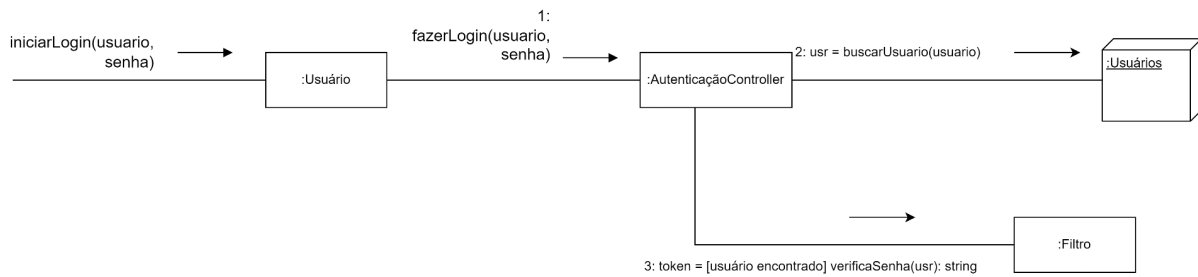 iniciarLogin(usuario,
senha)
:Usuário
1:
fazerLogin(usuario,
senha)
:AutenticaçãoController
2: usr = buscarUsuario(usuario)
:Usuários
3: token = [usuário encontrado] verificaSenha(usr): string
:Filtro